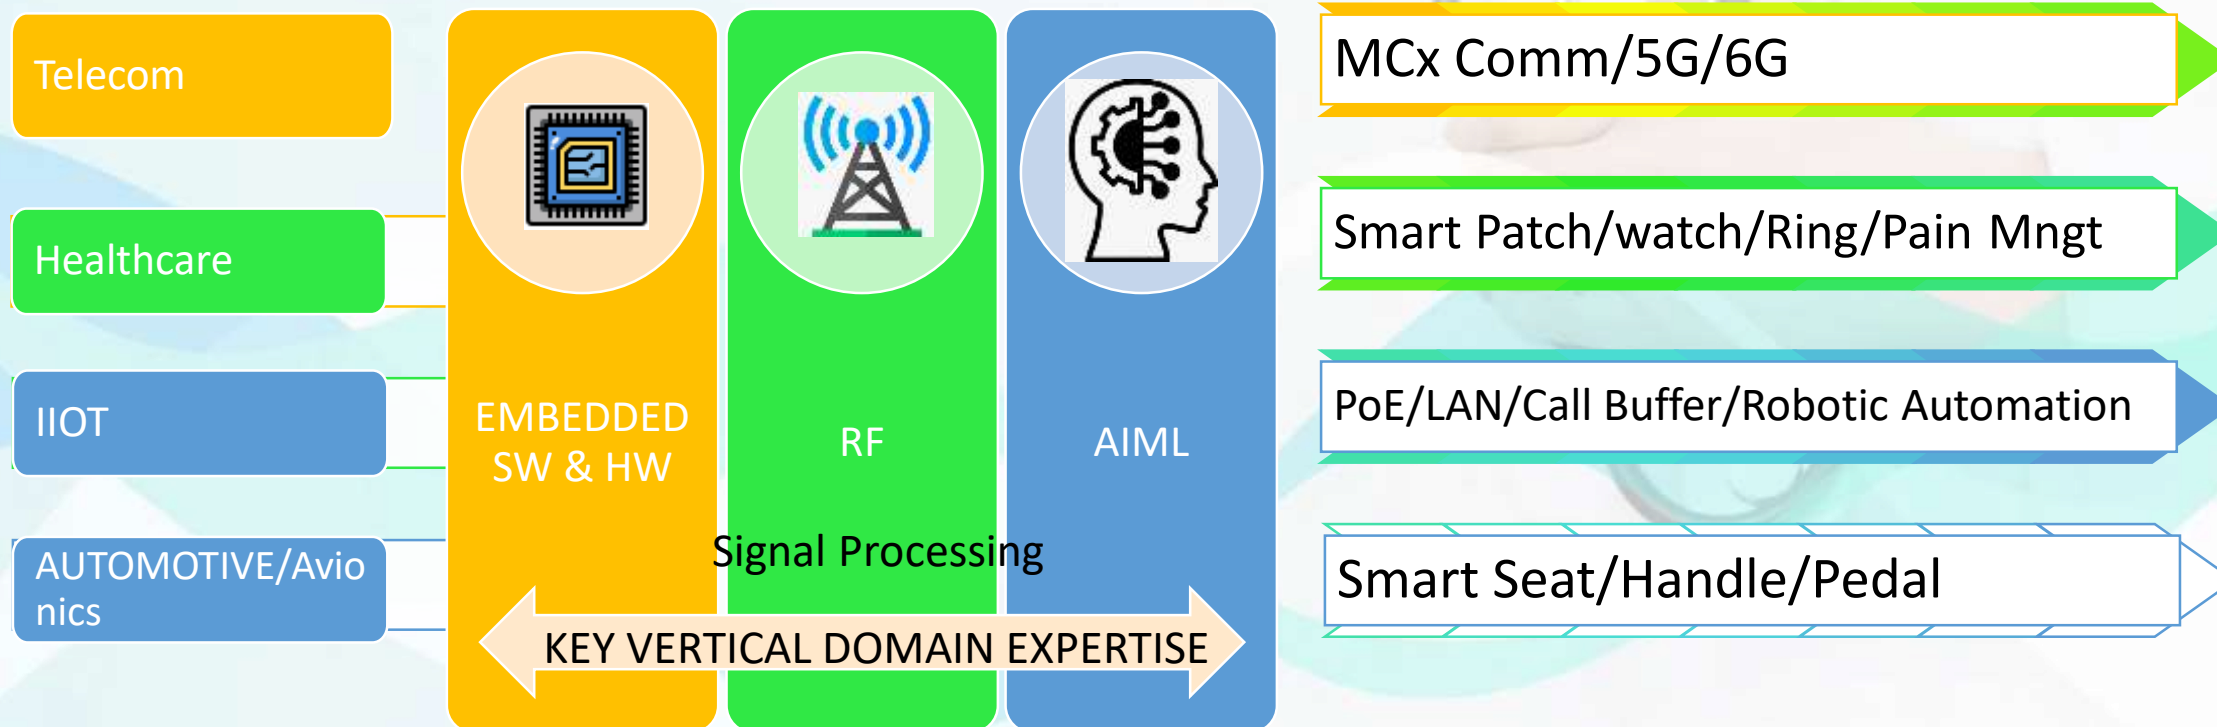 Telecom
Healthcare
IIOT
AUTOMOTIVE/Avio
nics
EMBEDDED
SW & HW
RF
AIML
Signal Processing
KEY VERTICAL DOMAIN EXPERTISE
MCx Comm/5G/6G
Smart Patch/watch/Ring/Pain Mngt
PoE/LAN/Call Buffer/Robotic Automation
Smart Seat/Handle/Pedal